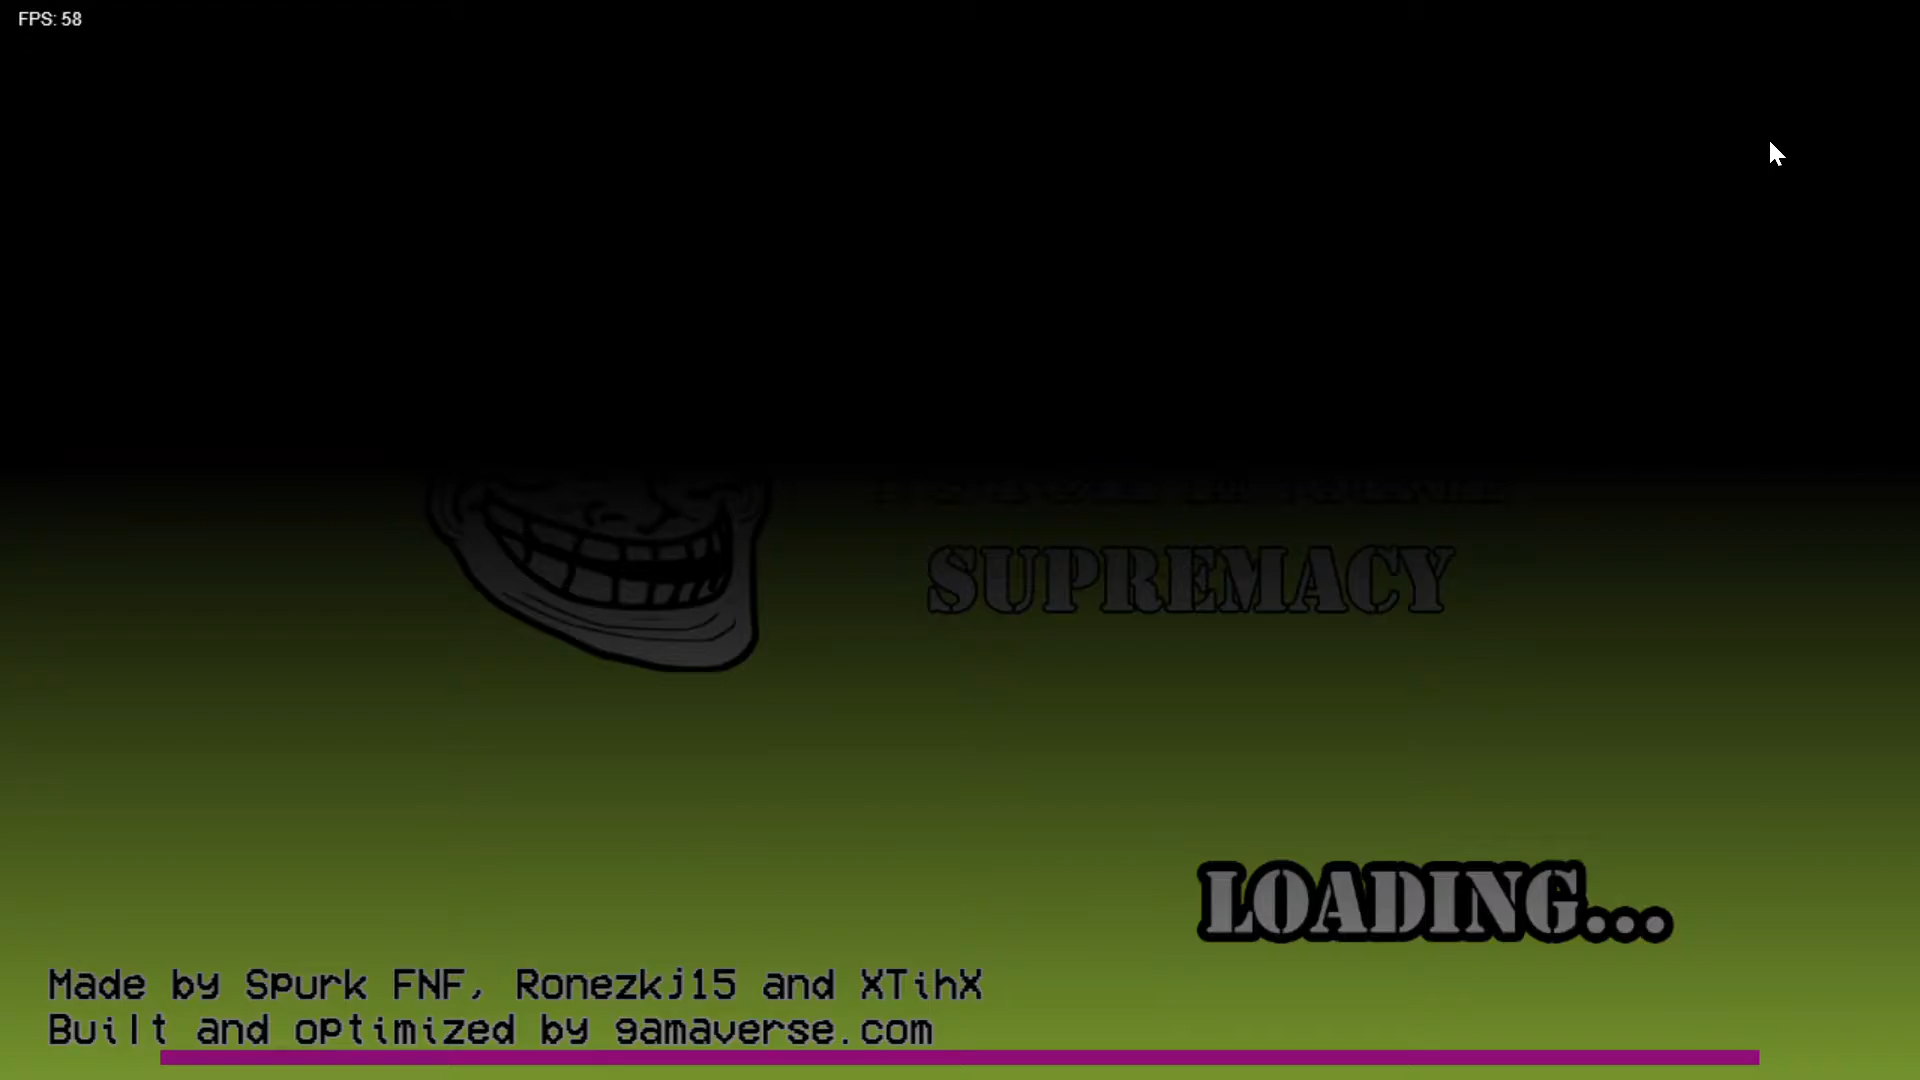 FPS: 58
SUPREMACY
LOADING...
Made by Spurk FNF, Ronezkj15 and XTihX
Built and optimized by gamaverse.com